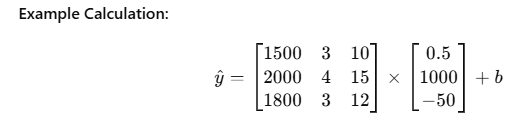 Example Calculation:
ŷ = [1500 3 10] × [0.5] + b
[2000 4 15] [1000]
[1800 3 12] [−50]